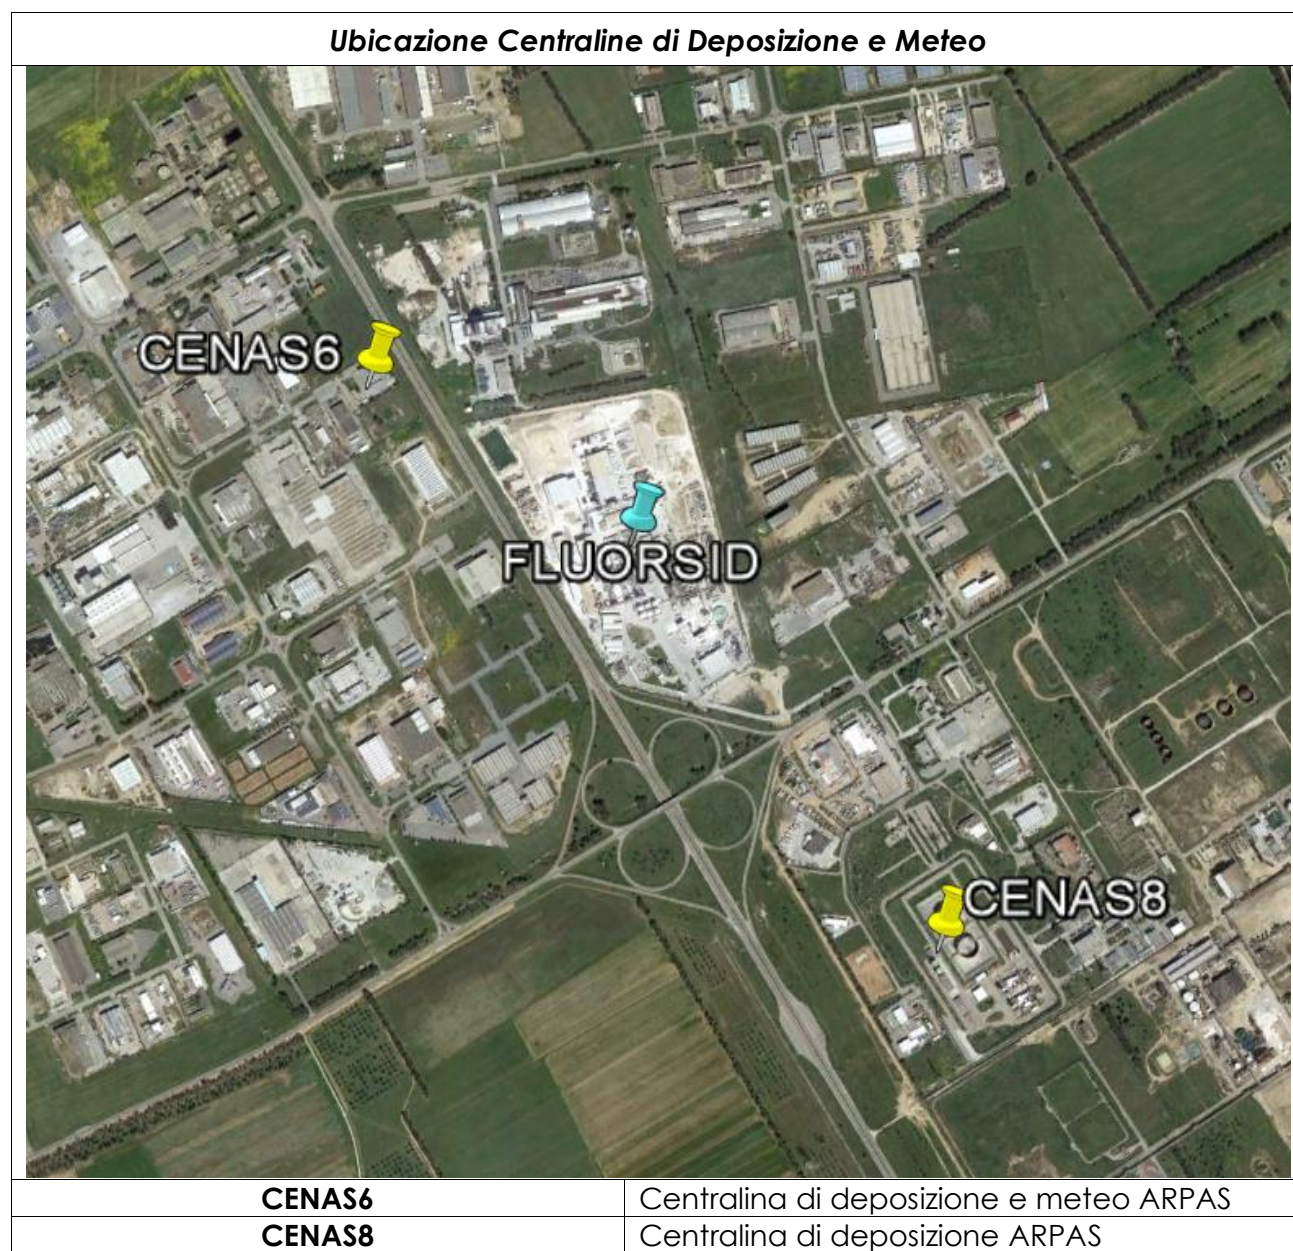 Ubicazione Centraline di Deposizione e Meteo
CENAS6
FLUORSID
CENAS8
CENAS6 Centralina di deposizione e meteo ARPAS
CENAS8 Centralina di deposizione ARPAS